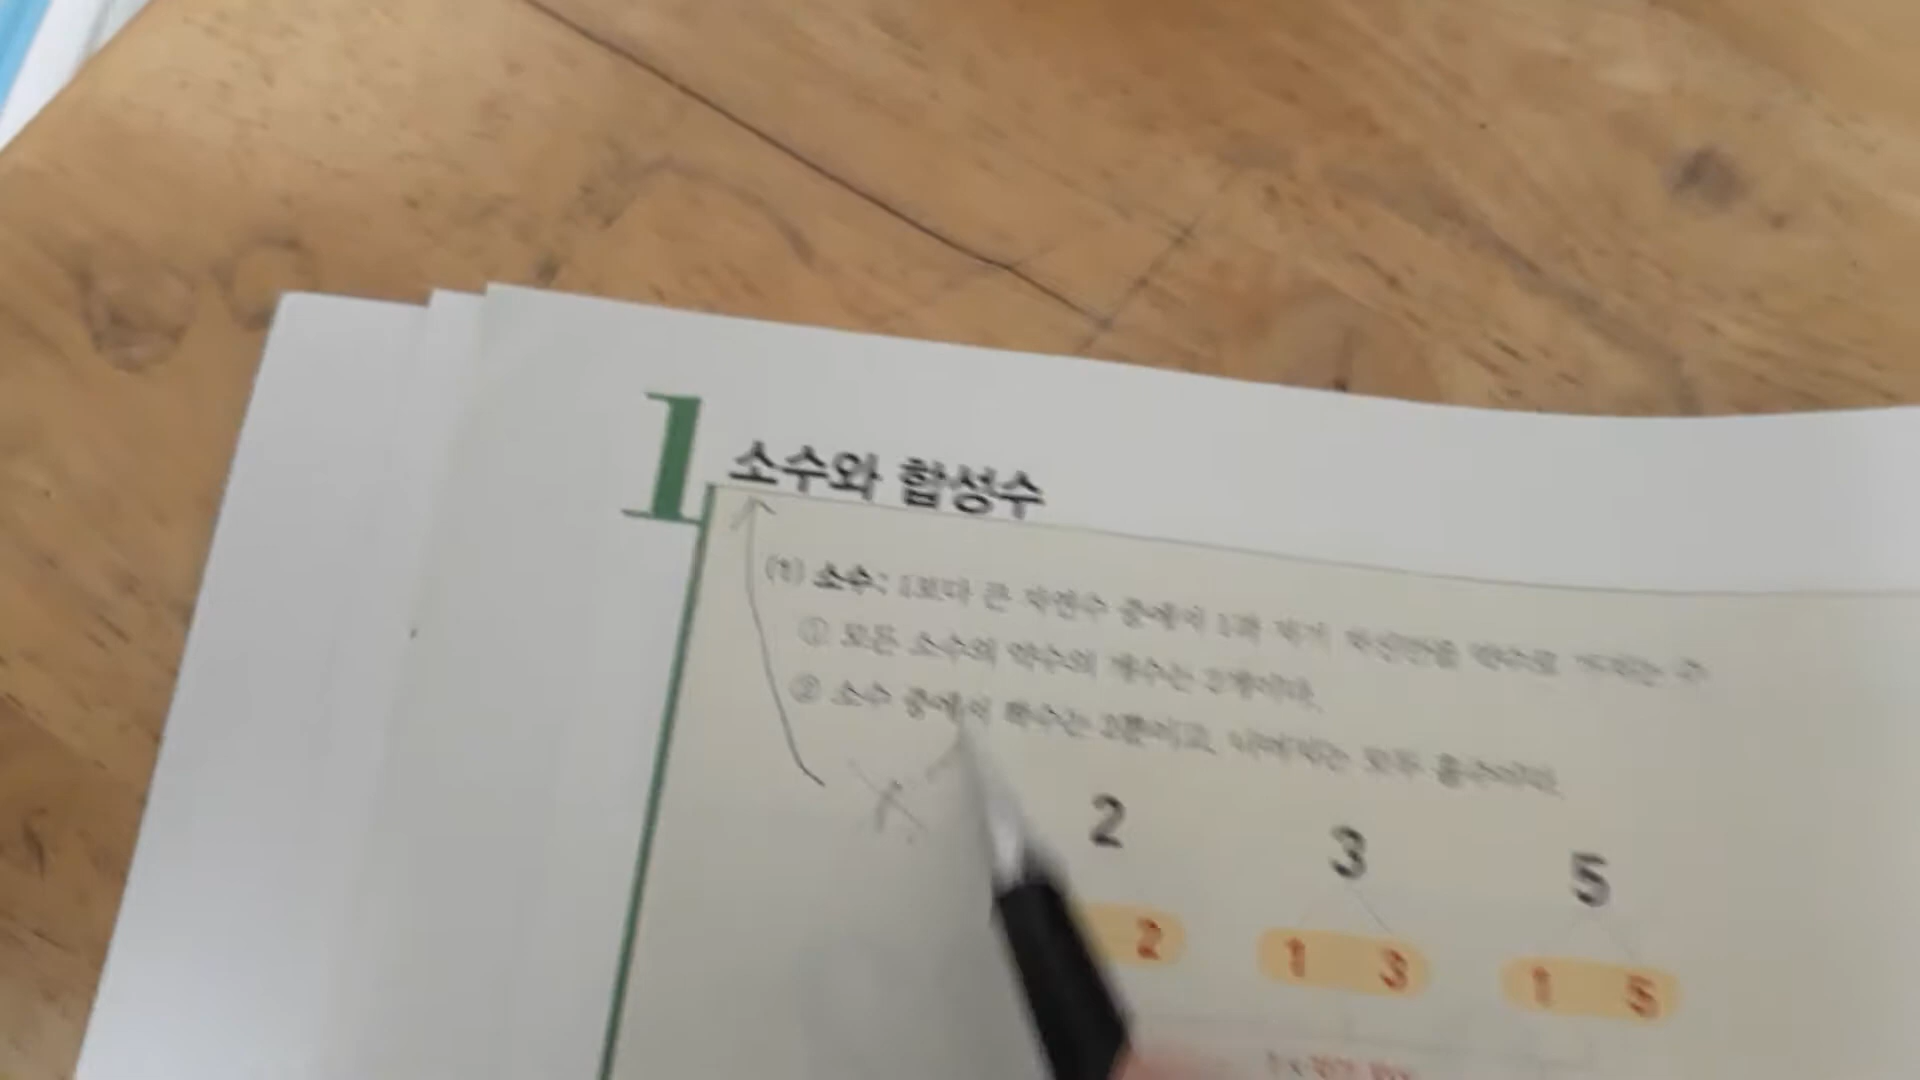 1 소수와 합성수
(1) 소수: 1보다 큰 자연수 중에서 1과 자기 자신만을 약수로 가지는 수
① 모든 소수의 약수의 개수는 2개이다.
② 소수 중에서 짝수는 2뿐이고, 나머지는 모두 홀수이다.
2 3 5
2 1 3 1 5